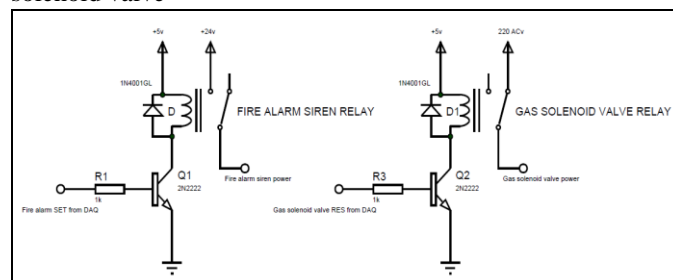 solenoid valve
+5v
+24v
1N4001GL
D
FIRE ALARM SIREN RELAY
Q1
2N2222
R1
1k
Fire alarm siren power
Fire alarm SET from DAQ
+5v
220 ACv
1N4001GL
D1
GAS SOLENOID VALVE RELAY
Q2
2N2222
R3
1k
Gas solenoid valve power
Gas solenoid valve RES from DAQ